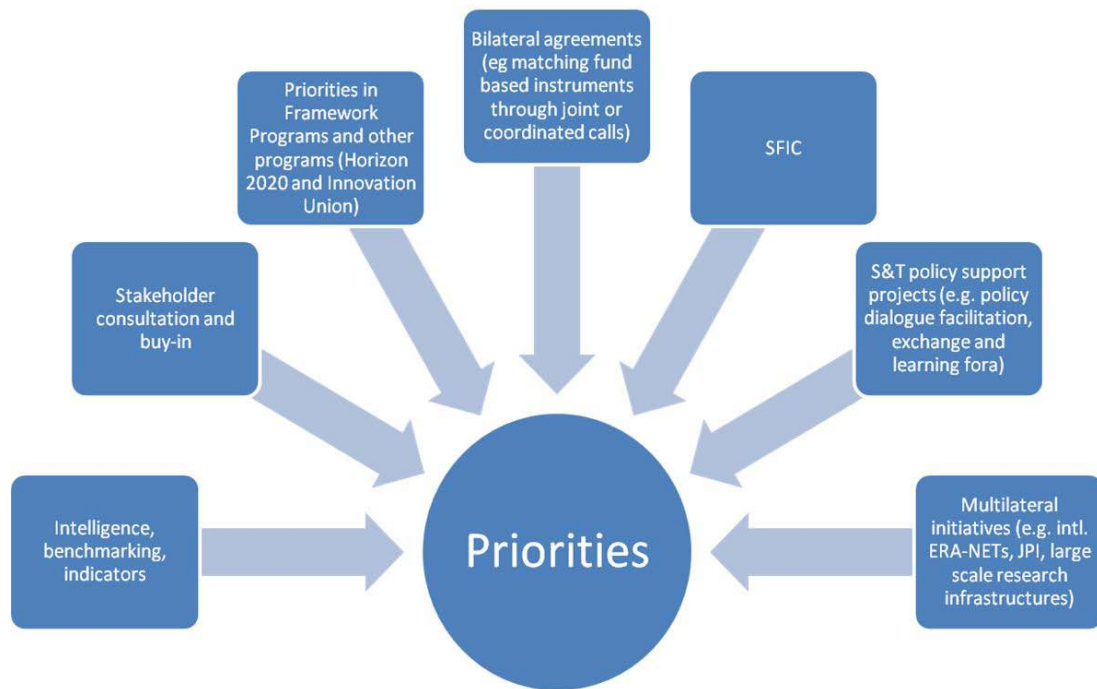 Intelligence,
benchmarking,
indicators
Stakeholder
consultation and
buy-in
Priorities in
Framework
Programs and other
programs (Horizon
2020 and Innovation
Union)
Bilateral agreements
(eg matching fund
based instruments
through joint or
coordinated calls)
SFIC
S&T policy support
projects (e.g. policy
dialogue facilitation,
exchange and
learning fora)
Multilateral
initiatives (e.g. intl.
ERA-NETs, JPI, large
scale research
infrastructures)
Priorities